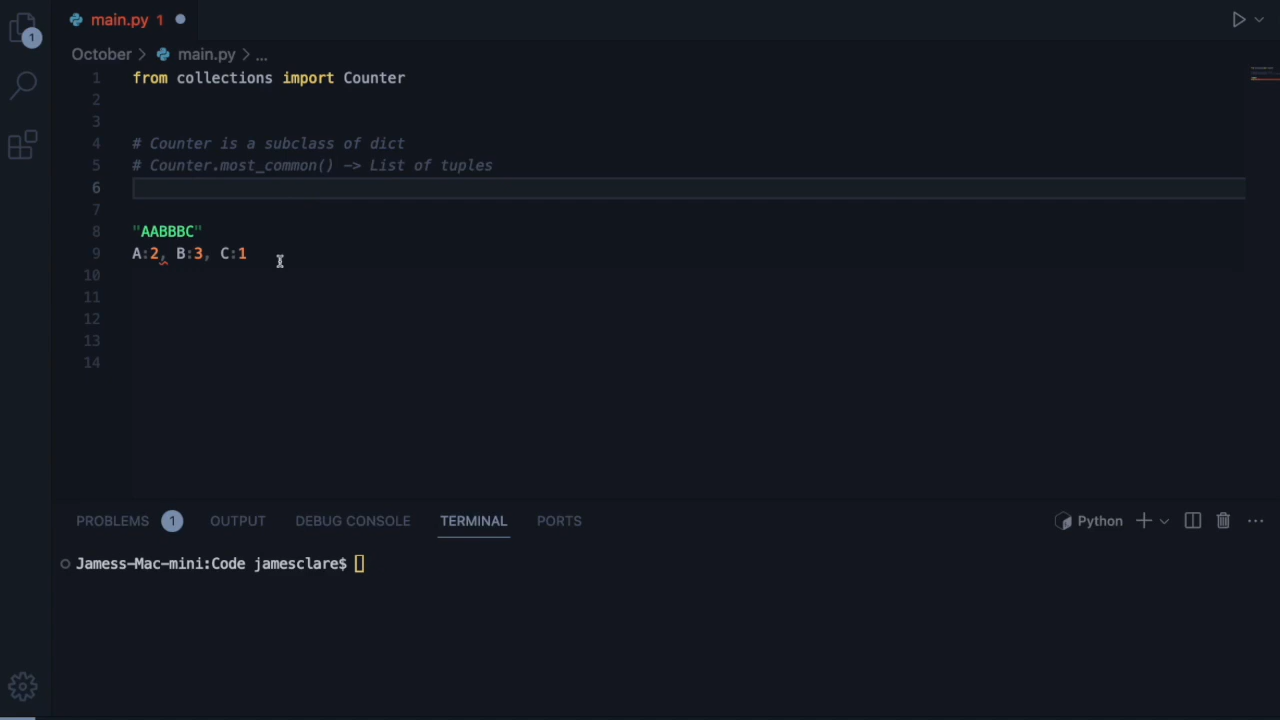 main.py 1
1
October > main.py > ...
1 from collections import Counter
2
3
4 # Counter is a subclass of dict
5 # Counter.most_common() -> List of tuples
6
7
8 "AABBBC"
9 A:2, B:3, C:1
10
11
12
13
14
PROBLEMS 1 OUTPUT DEBUG CONSOLE TERMINAL PORTS Python
Jamess-Mac-mini:Code jamesclare$